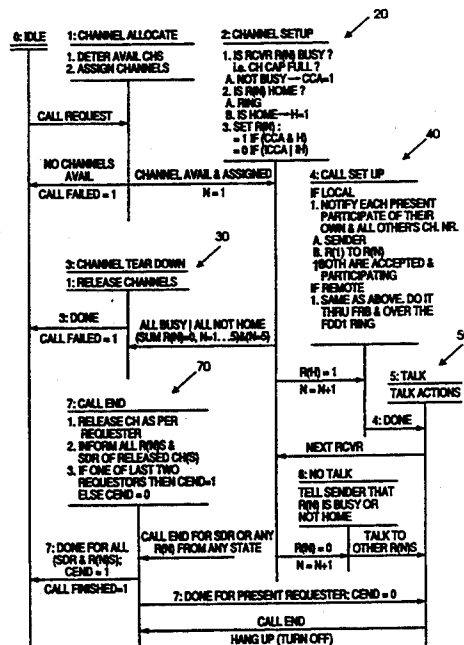 20
0: IDLE
1: CHANNEL ALLOCATE
1. DETER AVAIL CHS
2. ASSIGN CHANNELS
2: CHANNEL SETUP
1. IS RCVR R(N) BUSY ?
i.e. CH CAP FULL ?
A. NOT BUSY — CCA=1
2. IS R(N) HOME ?
A. RING
B. IS HOME — H=1
3. SET R(N) :
= 1 IF (CCA & H)
= 0 IF (!CCA | !H)
CALL REQUEST
40
NO CHANNELS
AVAIL
CALL FAILED = 1
CHANNEL AVAIL & ASSIGNED
N = 1
4: CALL SET UP
IF LOCAL
1. NOTIFY EACH PRESENT
PARTICIPATE OF THEIR
OWN & ALL OTHER'S CH. NR.
A. SENDER
B. R(1) TO R(N)
†BOTH ARE ACCEPTED &
PARTICIPATING
IF REMOTE
1. SAME AS ABOVE. DO IT
THRU FRB & OVER THE
FDD1 RING
30
3: CHANNEL TEAR DOWN
1: RELEASE CHANNELS
3: DONE
CALL FAILED = 1
ALL BUSY | ALL NOT HOME
(SUM R(N)=0, N=1...5)&(N=5)
5
70
5: TALK
TALK ACTIONS
7: CALL END
1. RELEASE CH AS PER
REQUESTER
2. INFORM ALL R(N)S &
SDR OF RELEASED CH(S)
3. IF ONE OF LAST TWO
REQUESTORS THEN CEND=1
ELSE CEND = 0
R(H) = 1
N = N+1
4: DONE
NEXT RCVR
6: NO TALK
TELL SENDER THAT
R(N) IS BUSY OR
NOT HOME
CALL END FOR SDR OR ANY
R(N) FROM ANY STATE
R(N) = 0
N = N+1
TALK TO
OTHER R(N)S
7: DONE FOR ALL
(SDR & R(N)S;
CEND = 1
CALL FINISHED=1
7: DONE FOR PRESENT REQUESTER; CEND = 0
CALL END
HANG UP (TURN OFF)